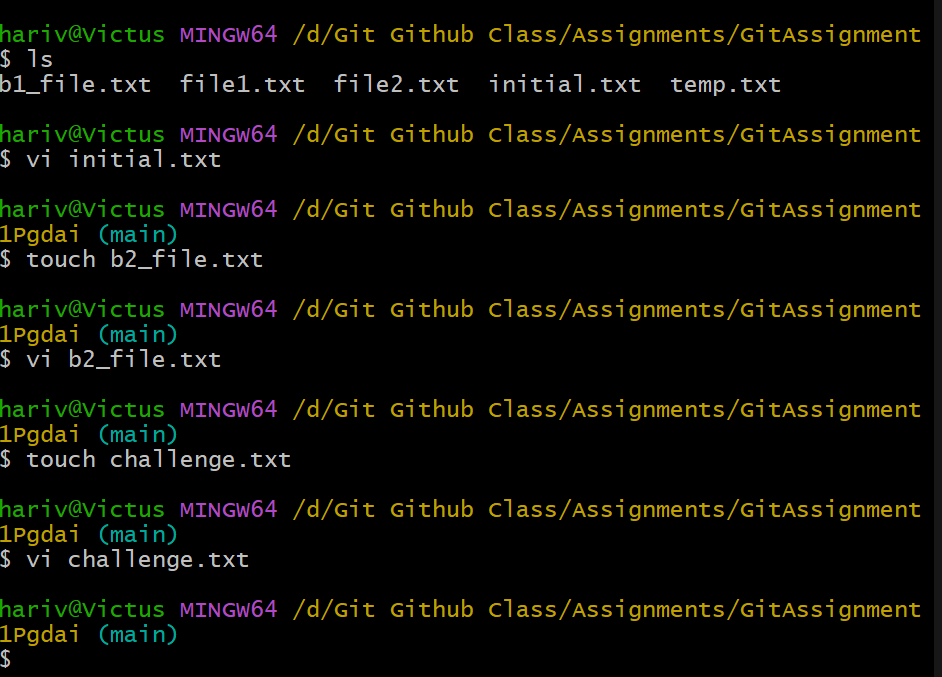 hariv@Victus MINGW64 /d/Git Github Class/Assignments/GitAssignment
$ ls
b1_file.txt  file1.txt  file2.txt  initial.txt  temp.txt
hariv@Victus MINGW64 /d/Git Github Class/Assignments/GitAssignment
$ vi initial.txt
hariv@Victus MINGW64 /d/Git Github Class/Assignments/GitAssignment
1Pgdai (main)
$ touch b2_file.txt
hariv@Victus MINGW64 /d/Git Github Class/Assignments/GitAssignment
1Pgdai (main)
$ vi b2_file.txt
hariv@Victus MINGW64 /d/Git Github Class/Assignments/GitAssignment
1Pgdai (main)
$ touch challenge.txt
hariv@Victus MINGW64 /d/Git Github Class/Assignments/GitAssignment
1Pgdai (main)
$ vi challenge.txt
hariv@Victus MINGW64 /d/Git Github Class/Assignments/GitAssignment
1Pgdai (main)
$